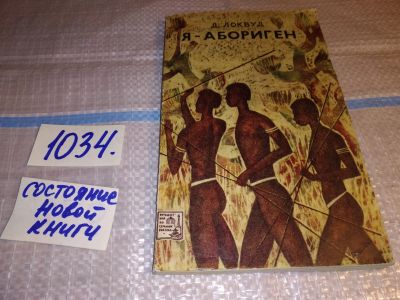 Д. ЛОКВУД
Я-АБОРИГЕН
1034.
СОСТОЯНИЕ
НОВОЙ
КНИГИ